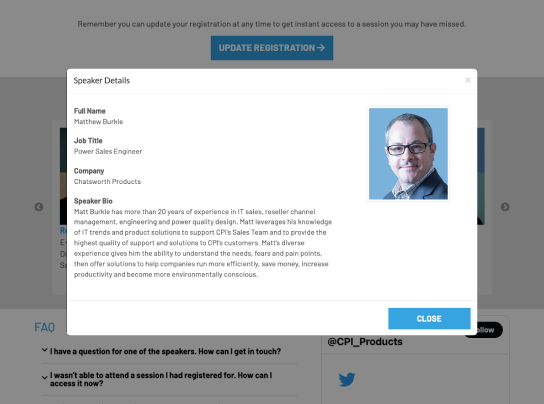 Remember you can update your registration at any time to get instant access to a session you may have missed.
UPDATE REGISTRATION →
Speaker Details
X
Full Name
Matthew Burkle
Job Title
Power Sales Engineer
Company
Chatsworth Products
Speaker Bio
Matt Burkle has more than 20 years of experience in IT sales, reseller channel
management, engineering and power quality design. Matt leverages his knowledge
of IT trends and product solutions to support CPI's Sales Team and to provide the
highest quality of support and solutions to CPI's customers. Matt's diverse
experience gives him the ability to understand the needs, fears and pain points,
then offer solutions to help companies run more efficiently, save money, increase
productivity and become more environmentally conscious.
CLOSE
FAQ
I have a question for one of the speakers. How can I get in touch?
I wasn't able to attend a session I had registered for. How can I
access it now?
ollow
@CPI_Products